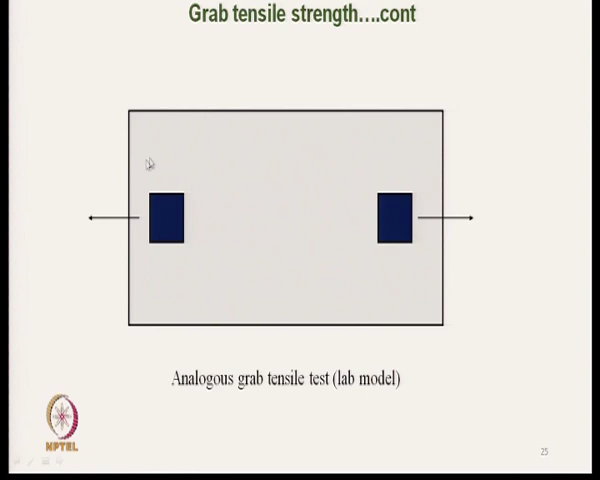 Grab tensile strength....cont
Analogous grab tensile test (lab model)
NPTEL
25